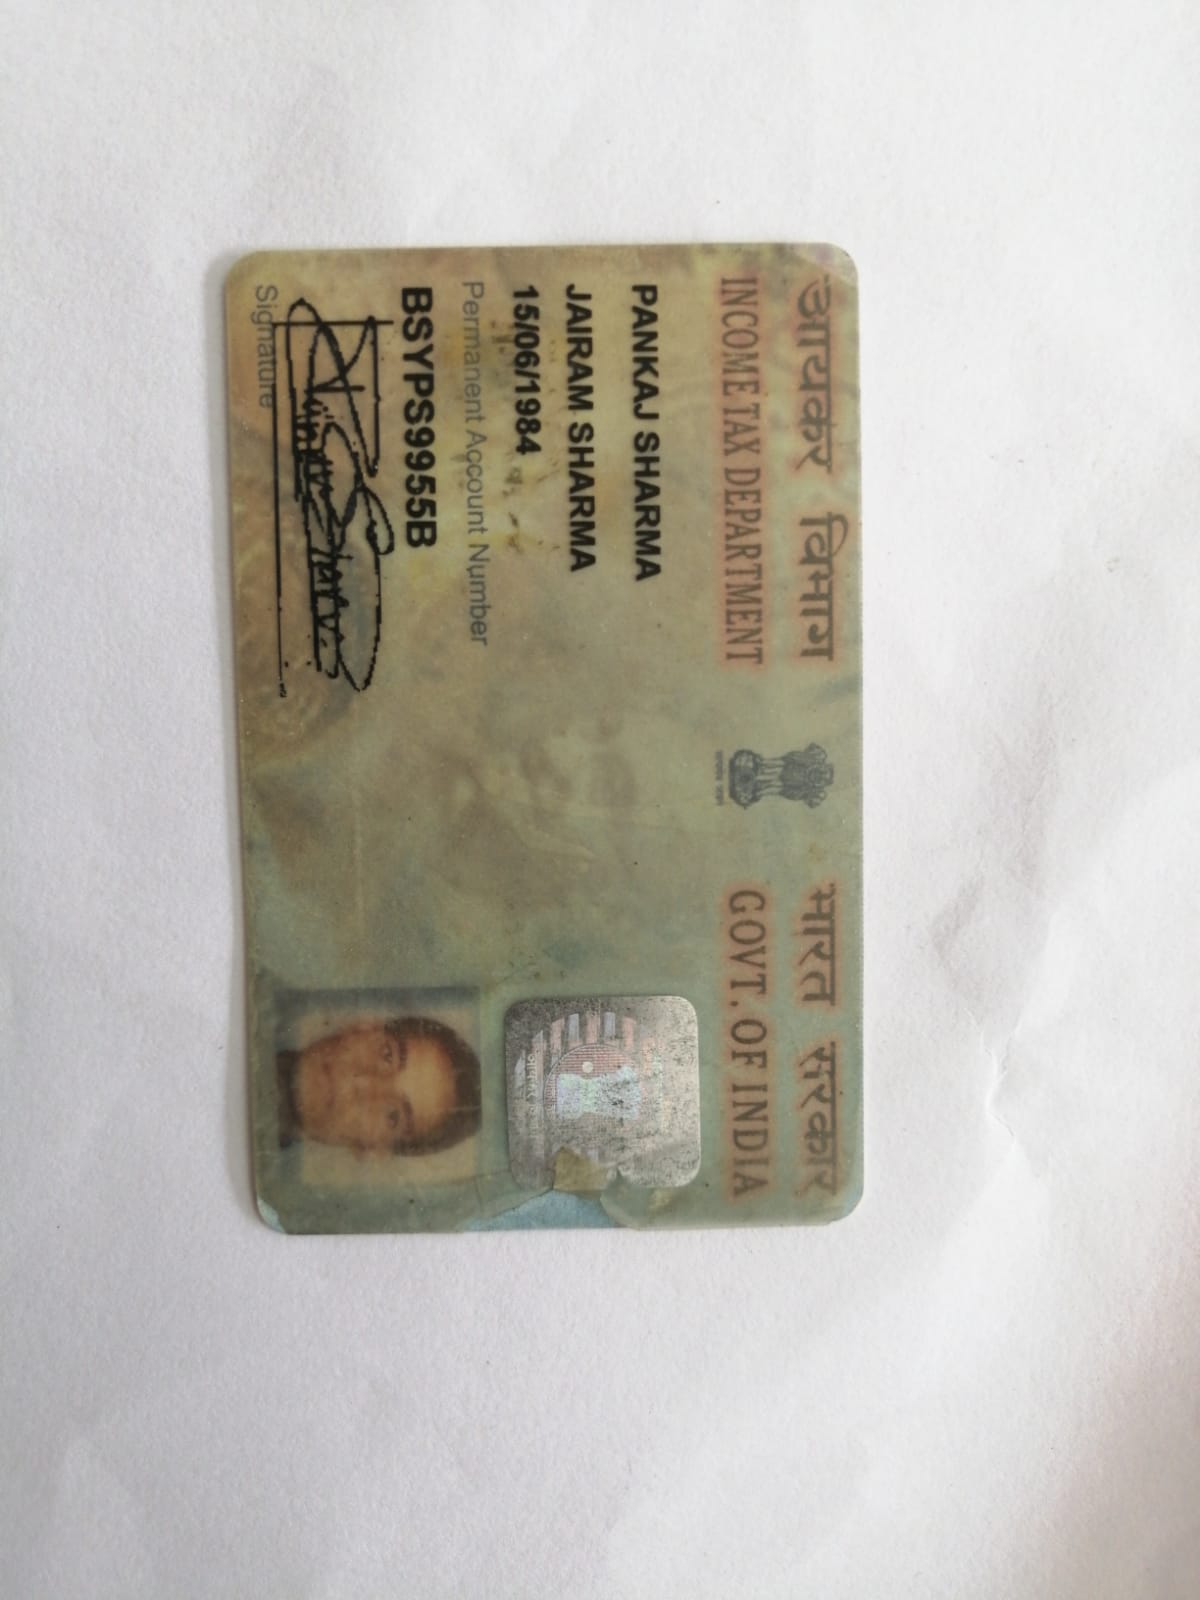 आयकर विभाग
INCOME TAX DEPARTMENT
भारत सरकार
GOVT. OF INDIA
PANKAJ SHARMA
JAIRAM SHARMA
15/06/1984
Permanent Account Number
BSYPS9955B
Signature